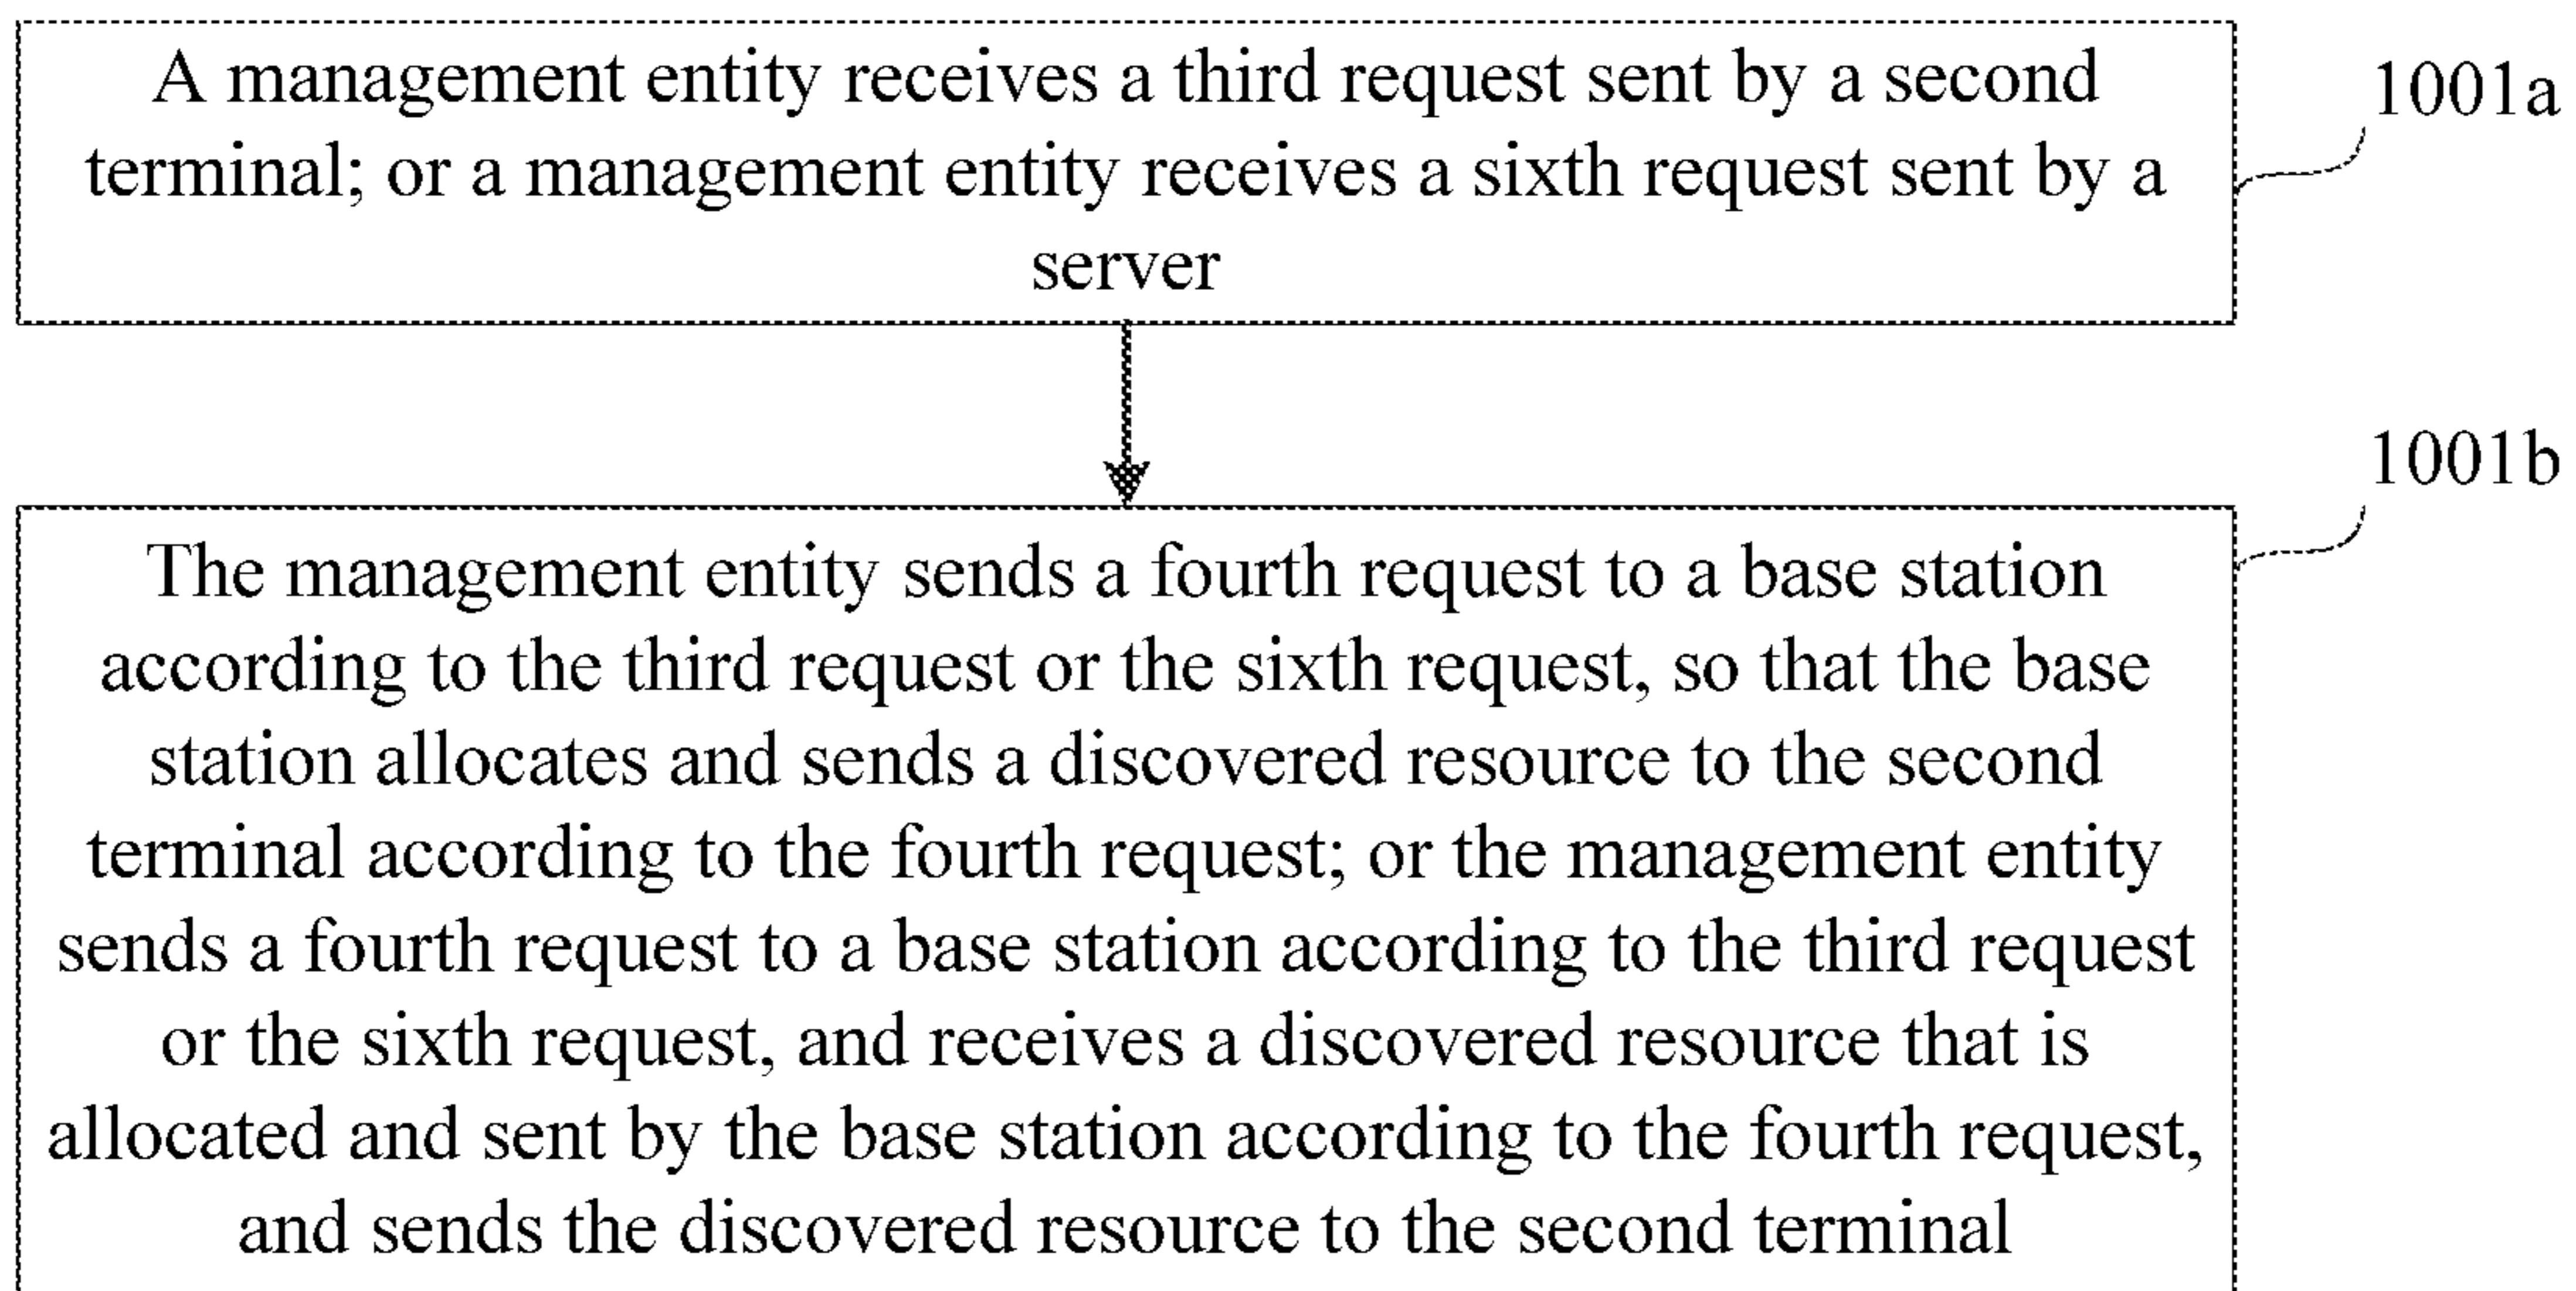 A management entity receives a third request sent by a second
terminal; or a management entity receives a sixth request sent by a
server
1001a
1001b
The management entity sends a fourth request to a base station
according to the third request or the sixth request, so that the base
station allocates and sends a discovered resource to the second
terminal according to the fourth request; or the management entity
sends a fourth request to a base station according to the third request
or the sixth request, and receives a discovered resource that is
allocated and sent by the base station according to the fourth request,
and sends the discovered resource to the second terminal